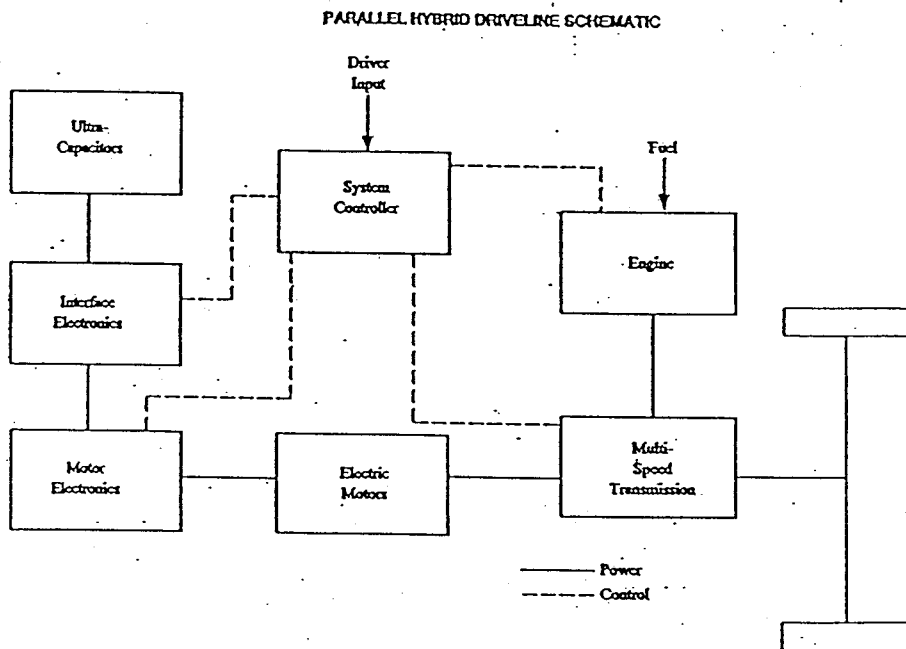 PARALLEL HYBRID DRIVELINE SCHEMATIC
Driver
Input
Ultra-
Capacitors
System
Controller
Fuel
Engine
Interface
Electronics
Motor
Electronics
Electric
Motors
Multi-
Speed
Transmission
Power
Control